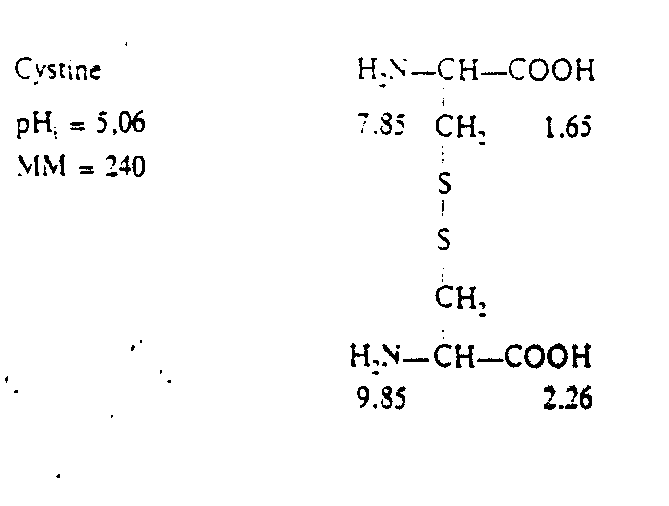 Cystine
pHi = 5,06
MM = 240
H₂N—CH—COOH
7.85 CH₂ 1.65
S
S
CH₂
H₂N—CH—COOH
9.85 2.26